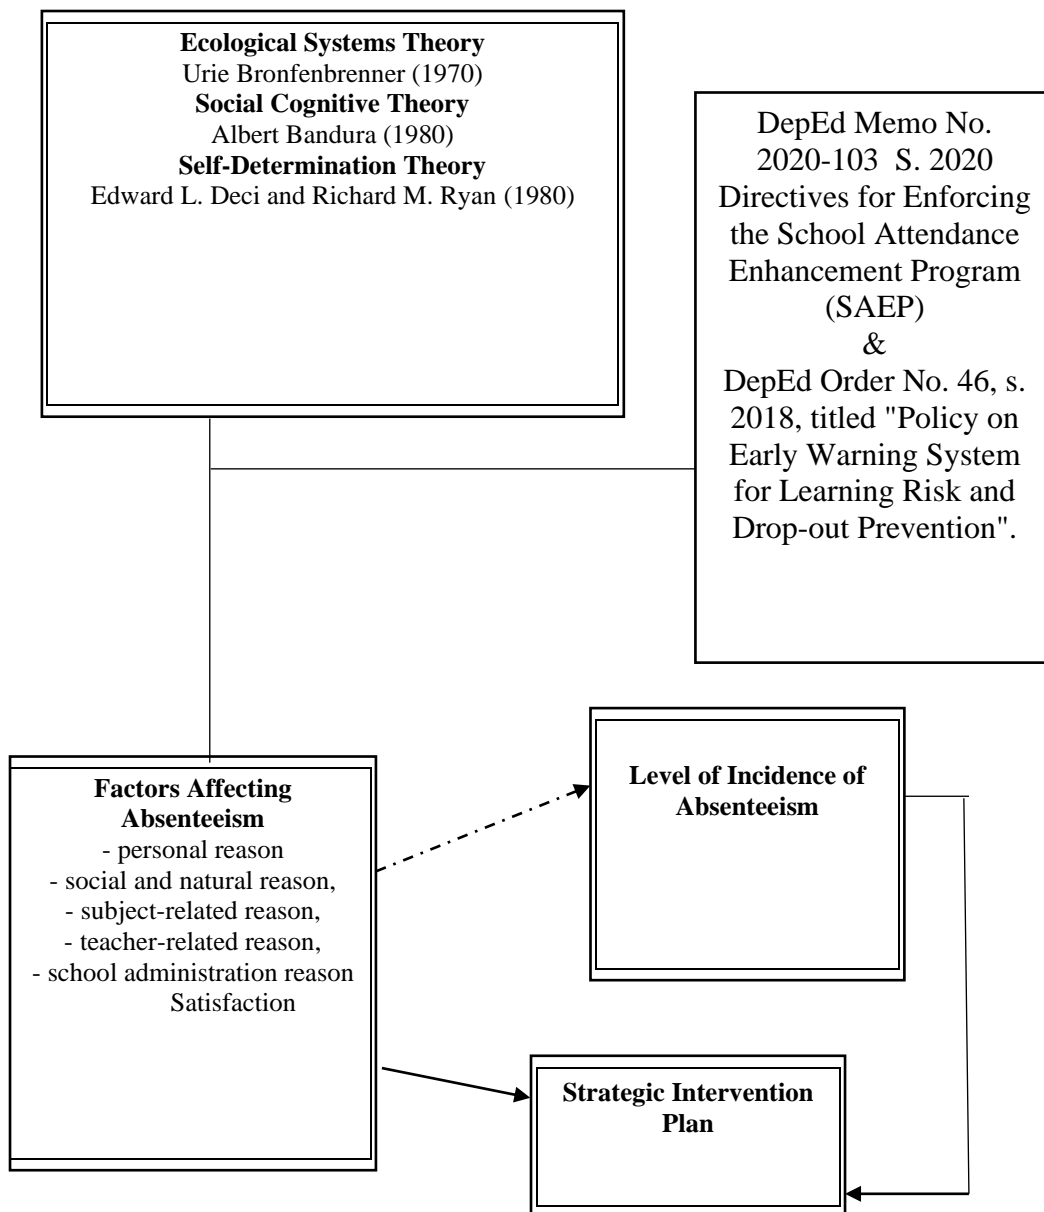 Ecological Systems Theory
Urie Bronfenbrenner (1970)
Social Cognitive Theory
Albert Bandura (1980)
Self-Determination Theory
Edward L. Deci and Richard M. Ryan (1980)
DepEd Memo No.
2020-103 S. 2020
Directives for Enforcing
the School Attendance
Enhancement Program
(SAEP)
&
DepEd Order No. 46, s.
2018, titled "Policy on
Early Warning System
for Learning Risk and
Drop-out Prevention".
Factors Affecting
Absenteeism
- personal reason
- social and natural reason,
- subject-related reason,
- teacher-related reason,
- school administration reason
Satisfaction
Level of Incidence of
Absenteeism
Strategic Intervention
Plan